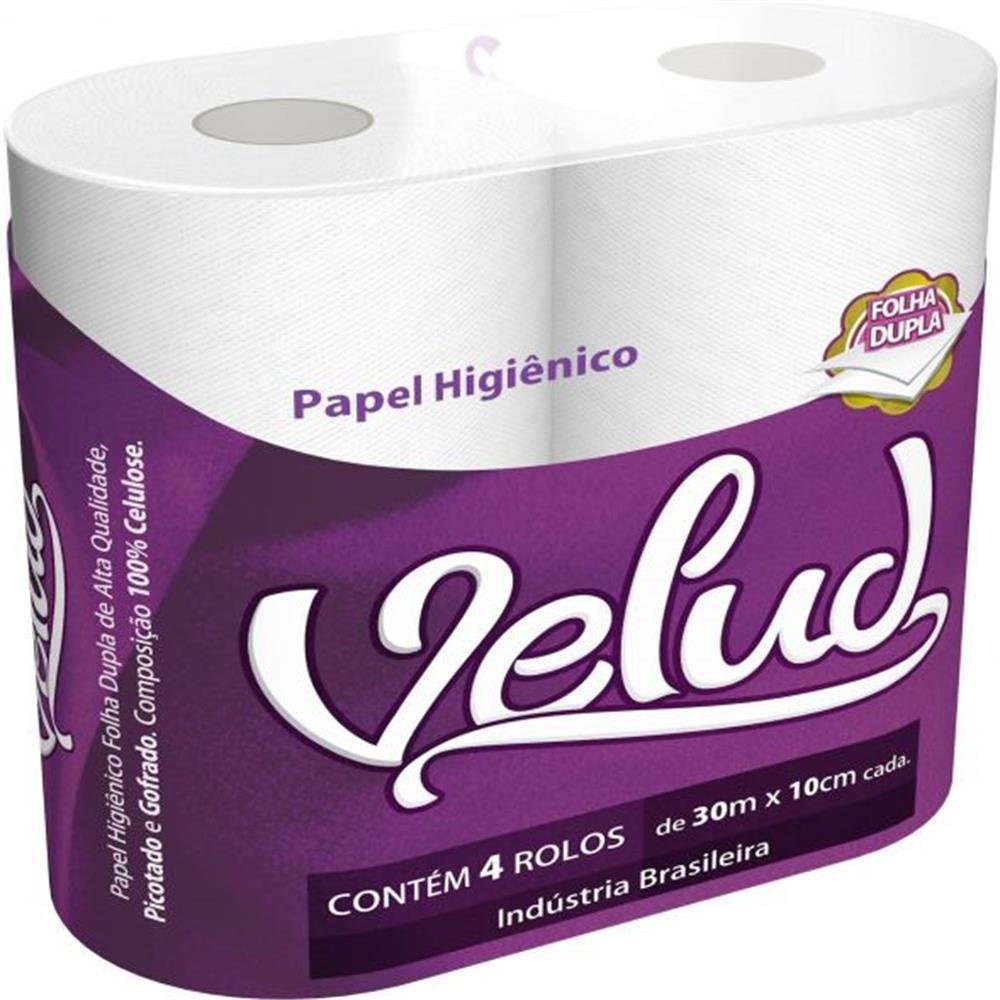 FOLHA
DUPLA
Papel Higiênico
Velud
Velud
Papel Higiênico Folha Dupla de Alta Qualidade,
Picotado e Gofrado. Composição 100% Celulose.
CONTÉM 4 ROLOS de 30m x 10cm cada.
Indústria Brasileira